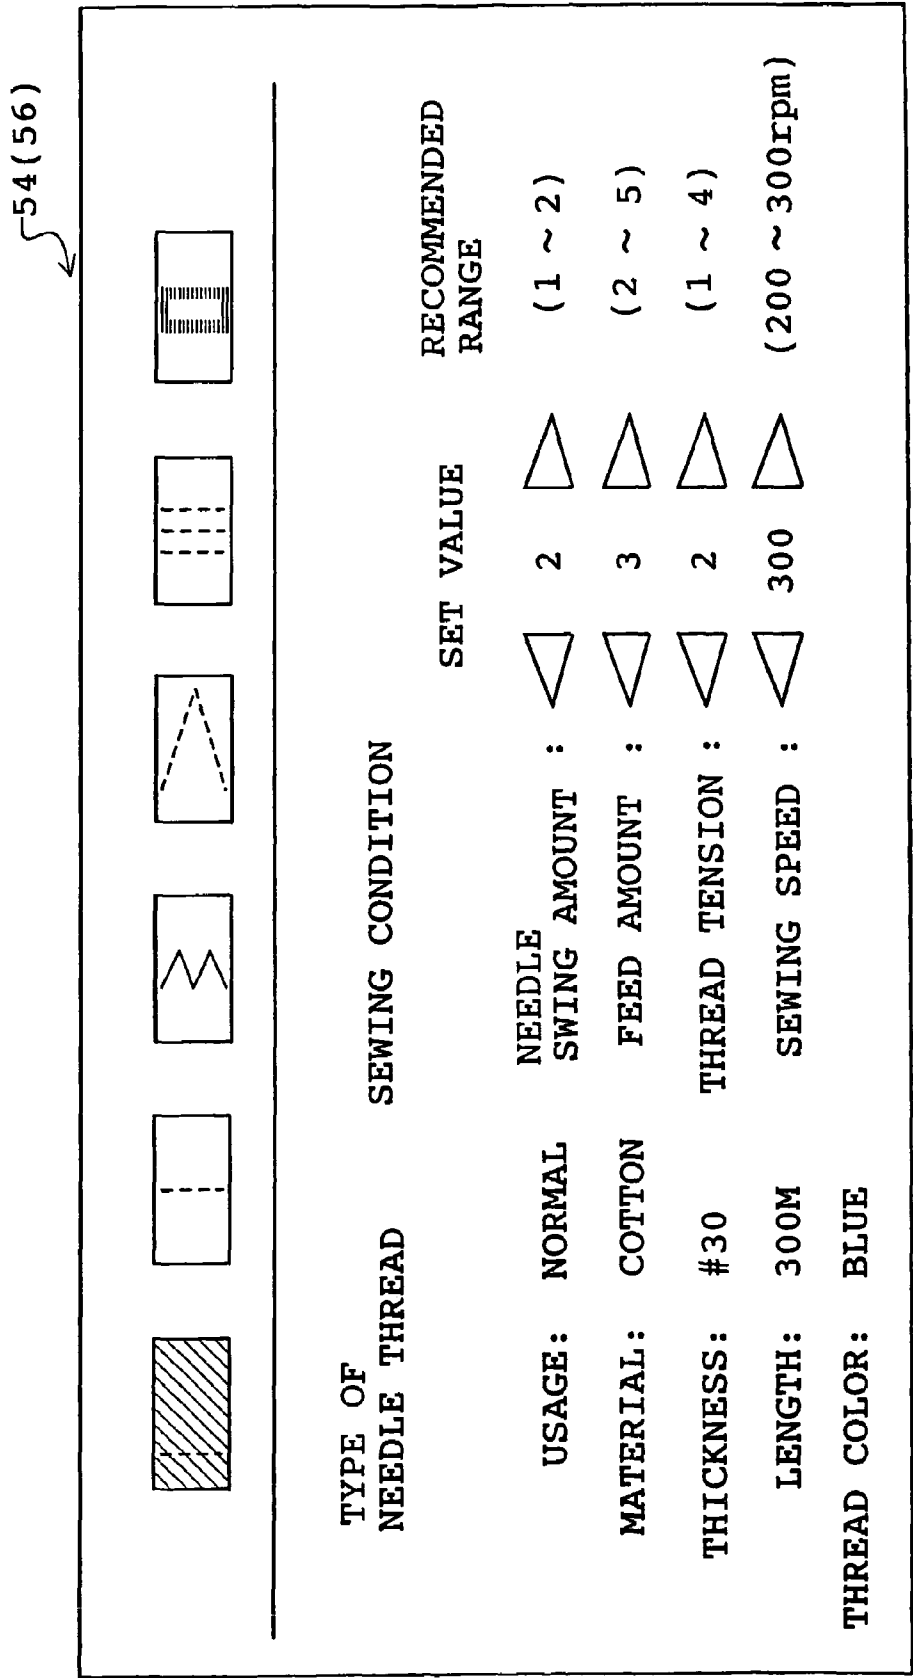 54(56)
TYPE OF
NEEDLE THREAD
SEWING CONDITION
SET VALUE
RECOMMENDED
RANGE
USAGE: NORMAL
NEEDLE
SWING AMOUNT : 2 (1 ~ 2)
MATERIAL: COTTON FEED AMOUNT : 3 (2 ~ 5)
THICKNESS: #30 THREAD TENSION : 2 (1 ~ 4)
LENGTH: 300M SEWING SPEED : 300 (200 ~ 300rpm)
THREAD COLOR: BLUE